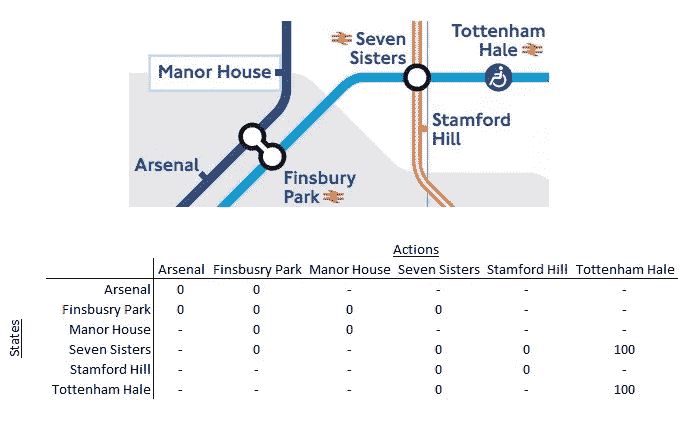 Seven
Sisters
Tottenham
Hale
Manor House
Stamford
Hill
Arsenal
Finsbury
Park
Actions
Arsenal Finsbusry Park Manor House Seven Sisters Stamford Hill Tottenham Hale
States
Arsenal 0 0 - - - -
Finsbusry Park 0 0 0 0 - -
Manor House - 0 0 - - -
Seven Sisters - 0 - 0 0 100
Stamford Hill - - - 0 0 -
Tottenham Hale - - - 0 - 100